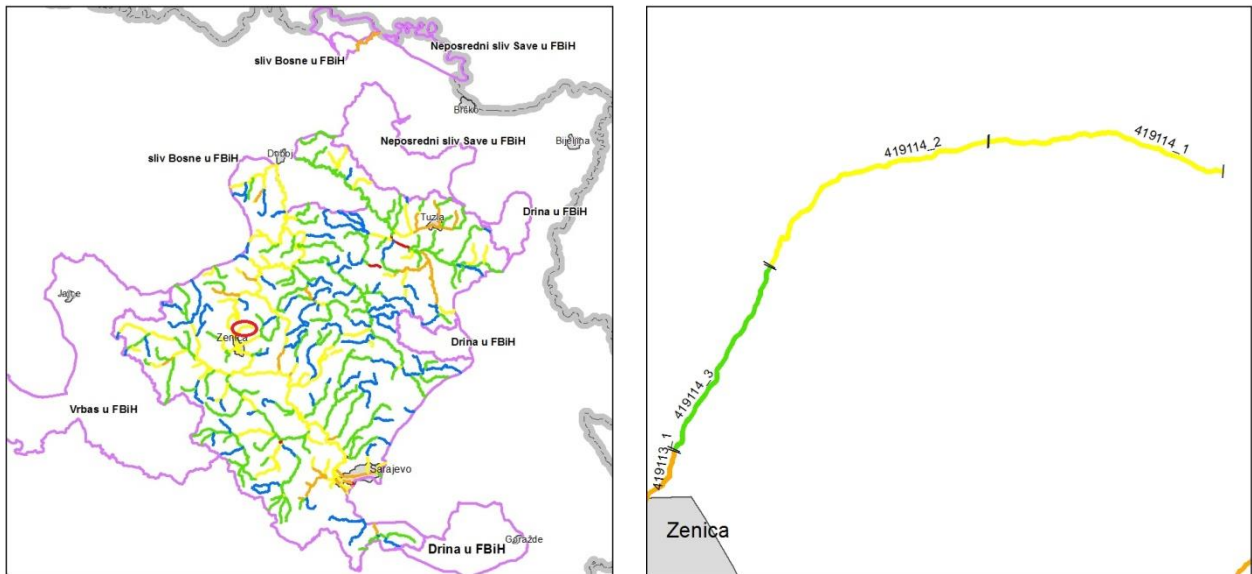 Neposredni sliv Save u FBiH
sliv Bosne u FBiH
Brčko
Bijeljina
Neposredni sliv Save u FBiH
Doboj
sliv Bosne u FBiH
Drina u FBiH
Tuzla
Jajce
Zenica
Drina u FBiH
Vrbas u FBiH
Sarajevo
Goražde
Drina u FBiH
419114_2
419114_1
419114_3
419113_1
Zenica